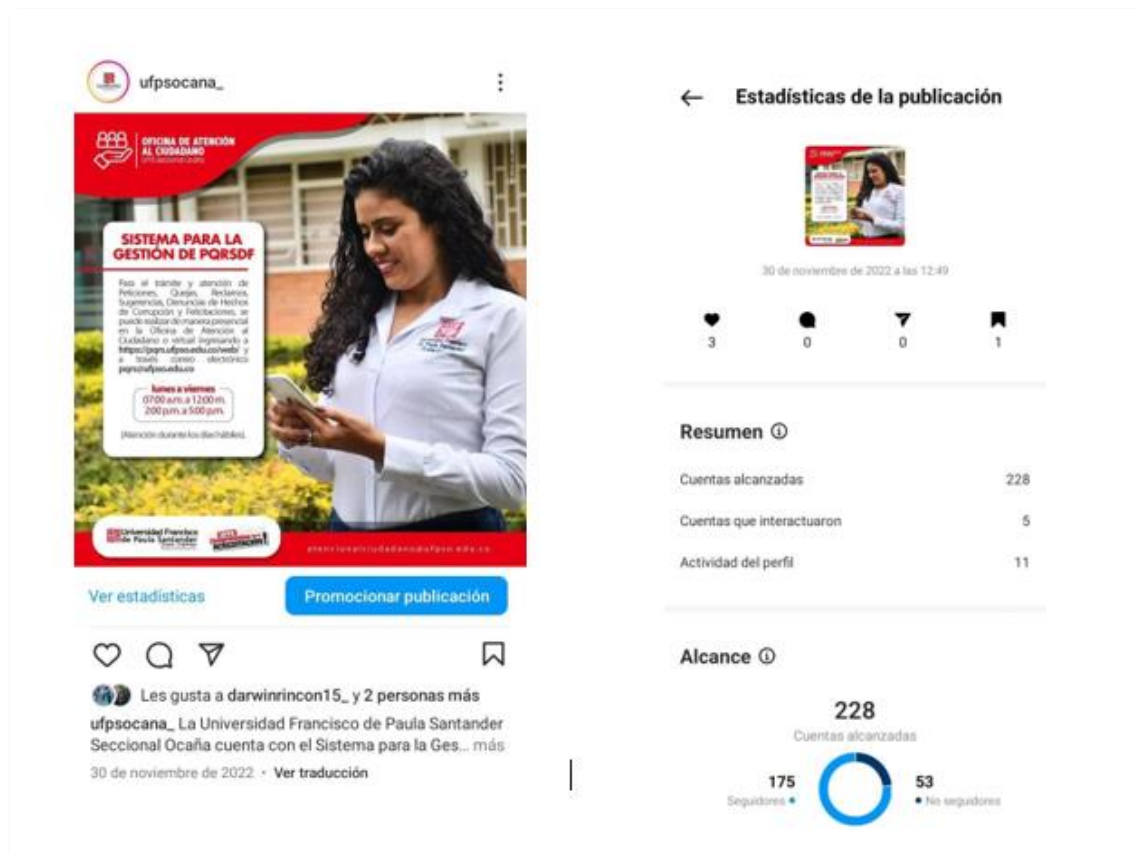 ufpsocana_
OFICINA DE ATENCIÓN
AL CIUDADANO
SISTEMA PARA LA
GESTIÓN DE PQRSDF
Para el trámite y atención de
Peticiones, Quejas, Reclamos,
Sugerencias, Denuncias de Hechos
de Corrupción y Felicitaciones, se
puede realizar de manera presencial
en la Oficina de Atención al
Ciudadano o virtual ingresando a
https://pqrs.ufpso.edu.co/web/ y
a través correo electrónico
pqrs@ufpso.edu.co
lunes a viernes
07:00 a.m. a 12:00 m.
2:00 p.m. a 5:00 p.m.
(Atención durante los días hábiles).
Universidad Francisco
de Paula Santander
ACREDITACIÓN!
atencionalciudadano@ufpso.edu.co
Ver estadísticas
Promocionar publicación
Les gusta a darwinrincon15_ y 2 personas más
ufpsocana_ La Universidad Francisco de Paula Santander
Seccional Ocaña cuenta con el Sistema para la Ges... más
30 de noviembre de 2022 • Ver traducción
Estadísticas de la publicación
30 de noviembre de 2022 a las 12:49
3 0 0 1
Resumen
Cuentas alcanzadas 228
Cuentas que interactuaron 5
Actividad del perfil 11
Alcance
228
Cuentas alcanzadas
175 53
Seguidores • • No seguidores